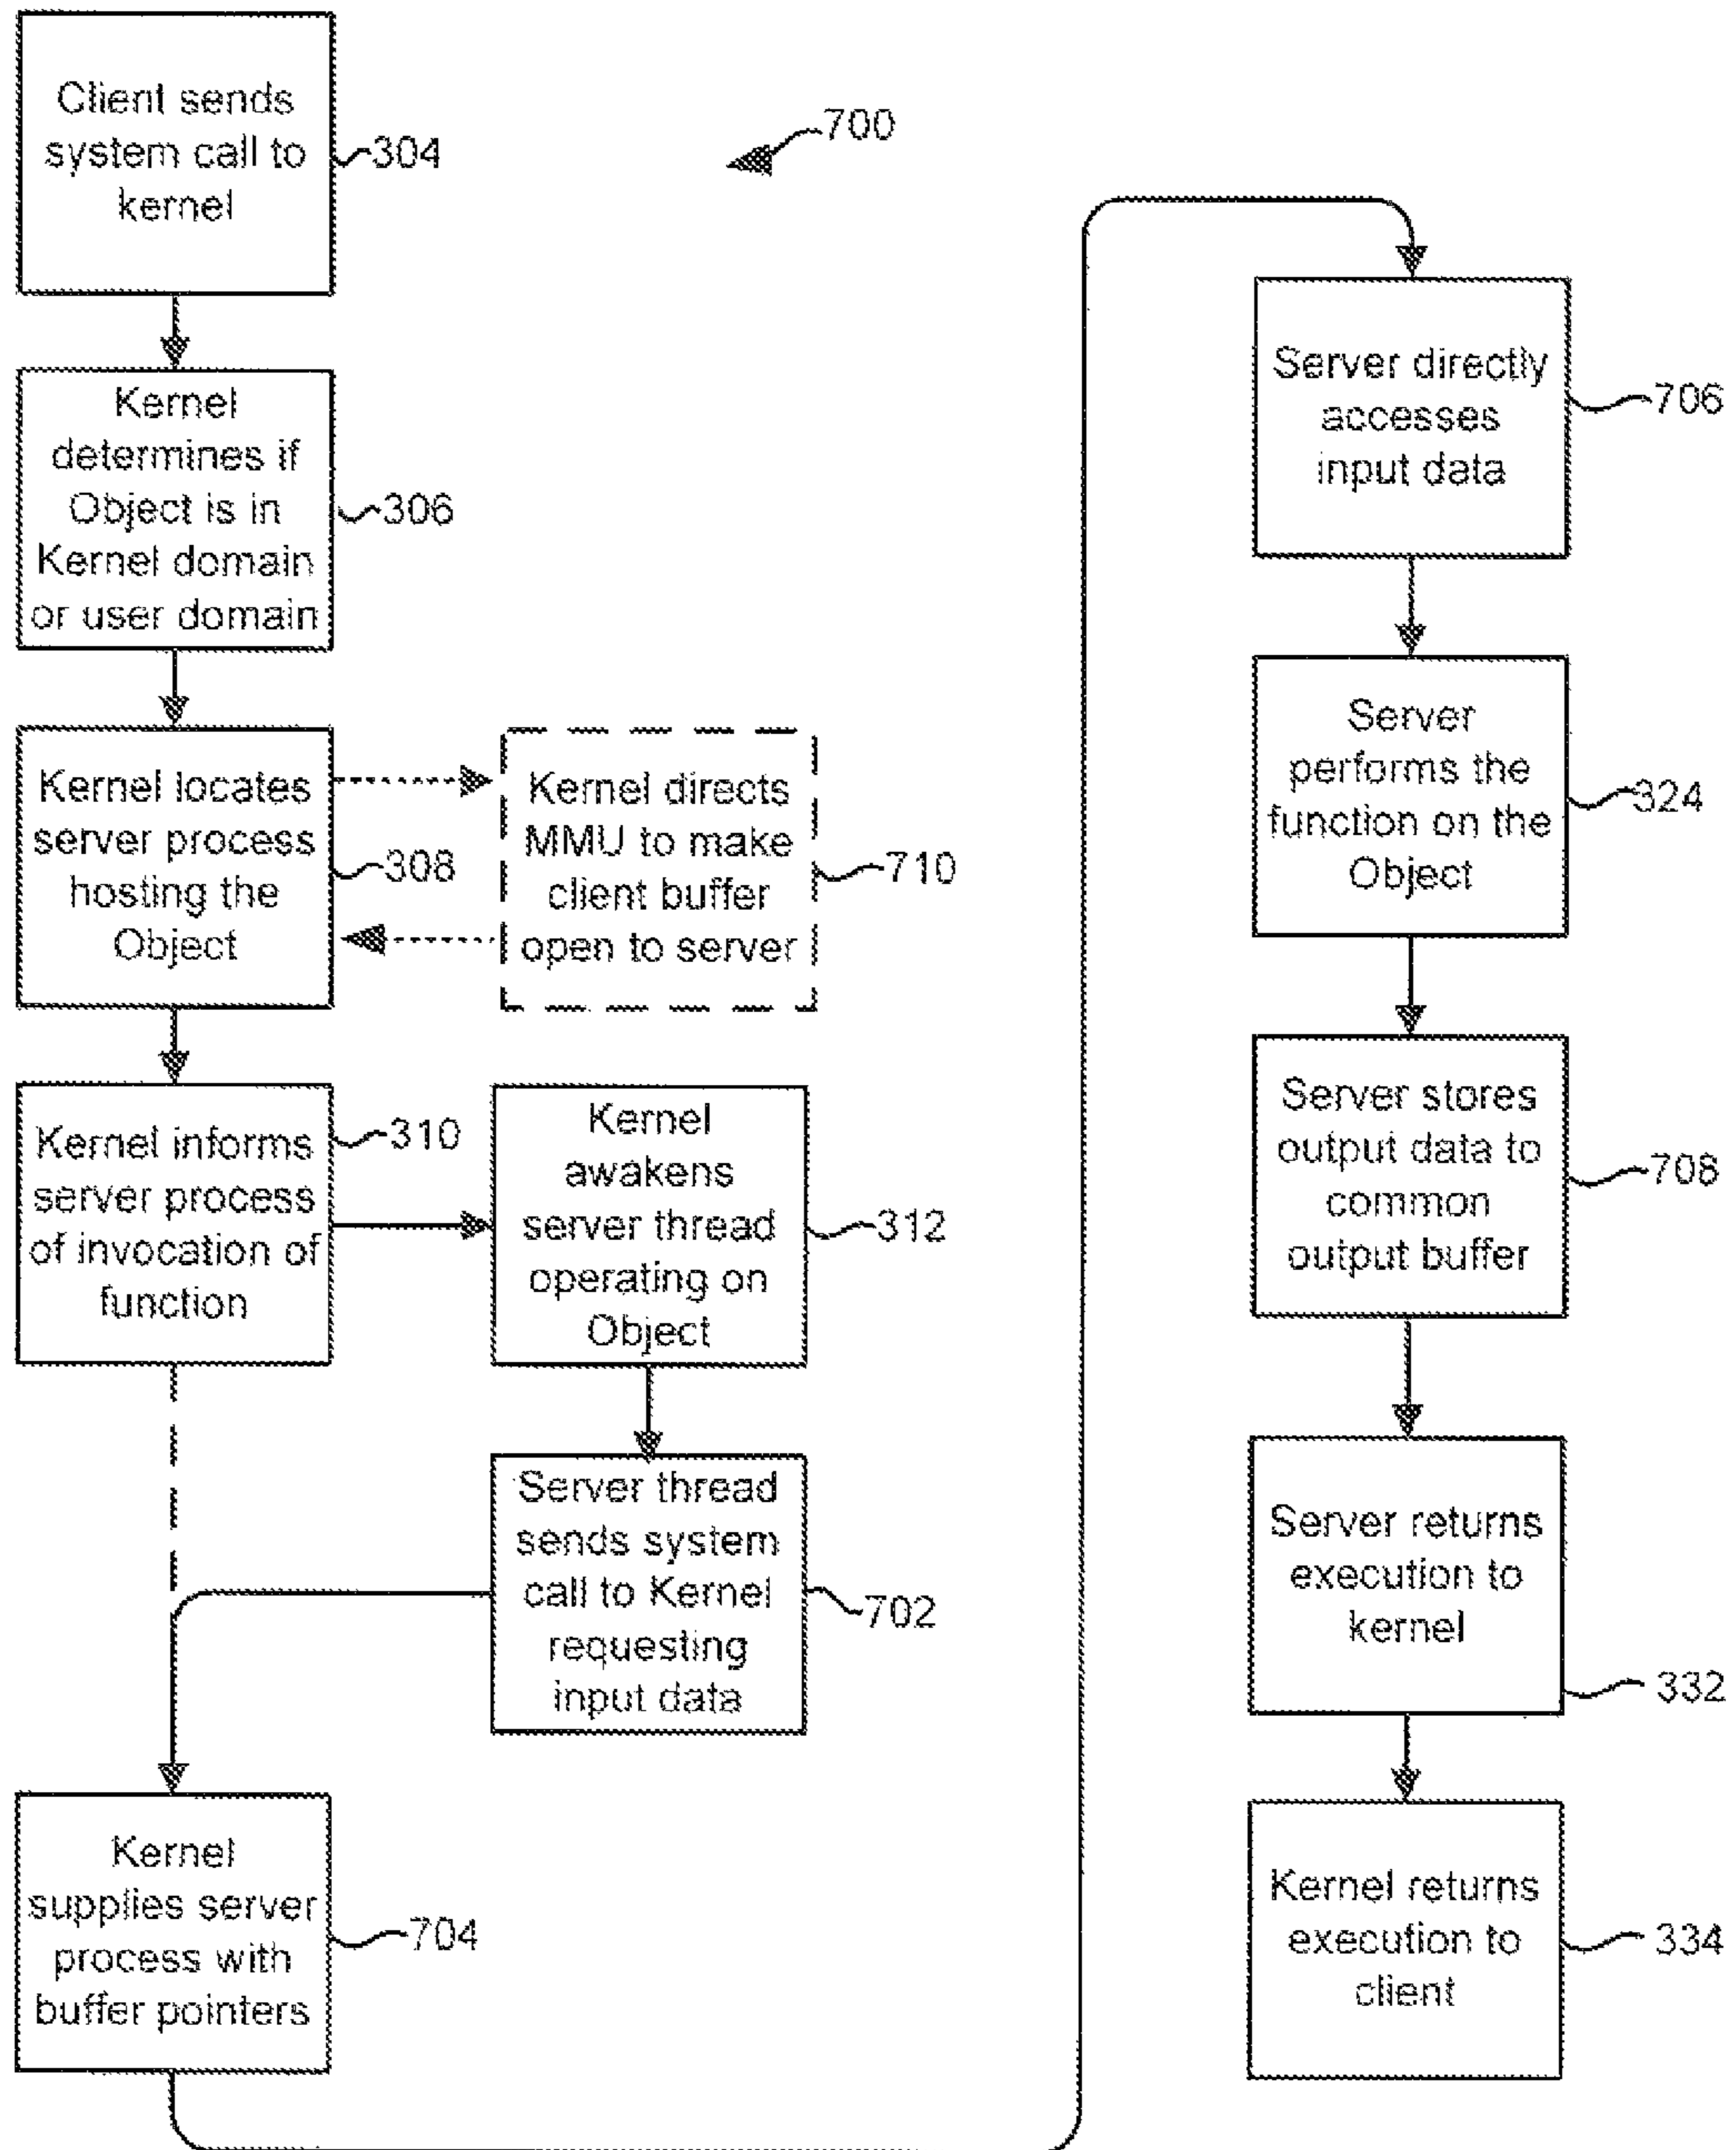 Client sends
system call to
kernel
304
700
Kernel
determines if
Object is in
Kernel domain
or user domain
306
Kernel locates
server process
hosting the
Object
308
Kernel directs
MMU to make
client buffer
open to server
710
Kernel informs
server process
of invocation of
function
310
Kernel
awakens
server thread
operating on
Object
312
Server thread
sends system
call to Kernel
requesting
input data
702
Kernel
supplies server
process with
buffer pointers
704
Server directly
accesses
input data
706
Server
performs the
function on the
Object
324
Server stores
output data to
common
output buffer
708
Server returns
execution to
kernel
332
Kernel returns
execution to
client
334